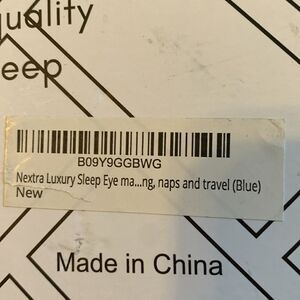 uality
leep
B09Y9GGBWG
Nextra Luxury Sleep Eye ma...ng, naps and travel (Blue)
New
Made in China